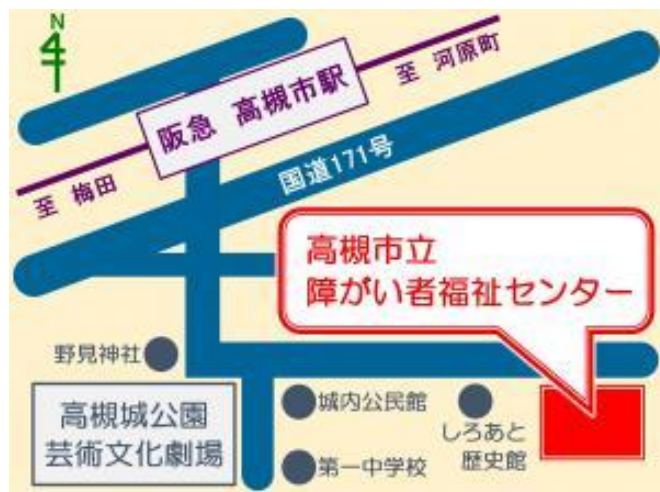 N
至 河原町
阪急 高槻市駅
国道171号
至 梅田
高槻市立
障がい者福祉センター
野見神社
高槻城公園
芸術文化劇場
城内公民館
しろあと
歴史館
第一中学校